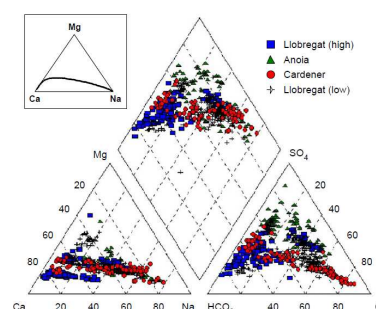 Mg
Ca Na
Llobregat (high)
Anoia
Cardener
Llobregat (low)
Mg SO4
20 20
40 40
60 60
80 80
Ca 20 40 60 80 Na HCO3 40 60 80